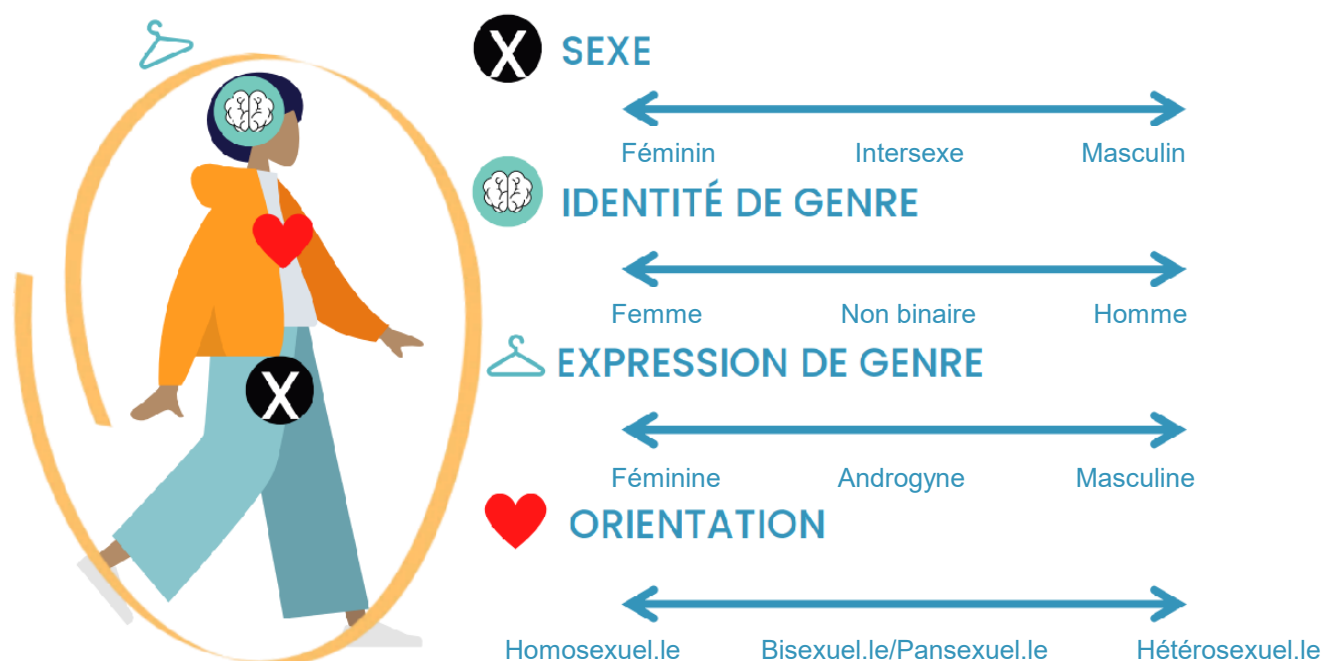 X SEXE
Féminin Intersexe Masculin
IDENTITÉ DE GENRE
Femme Non binaire Homme
EXPRESSION DE GENRE
X
Féminine Androgyne Masculine
ORIENTATION
Homosexuel.le Bisexuel.le/Pansexuel.le Hétérosexuel.le